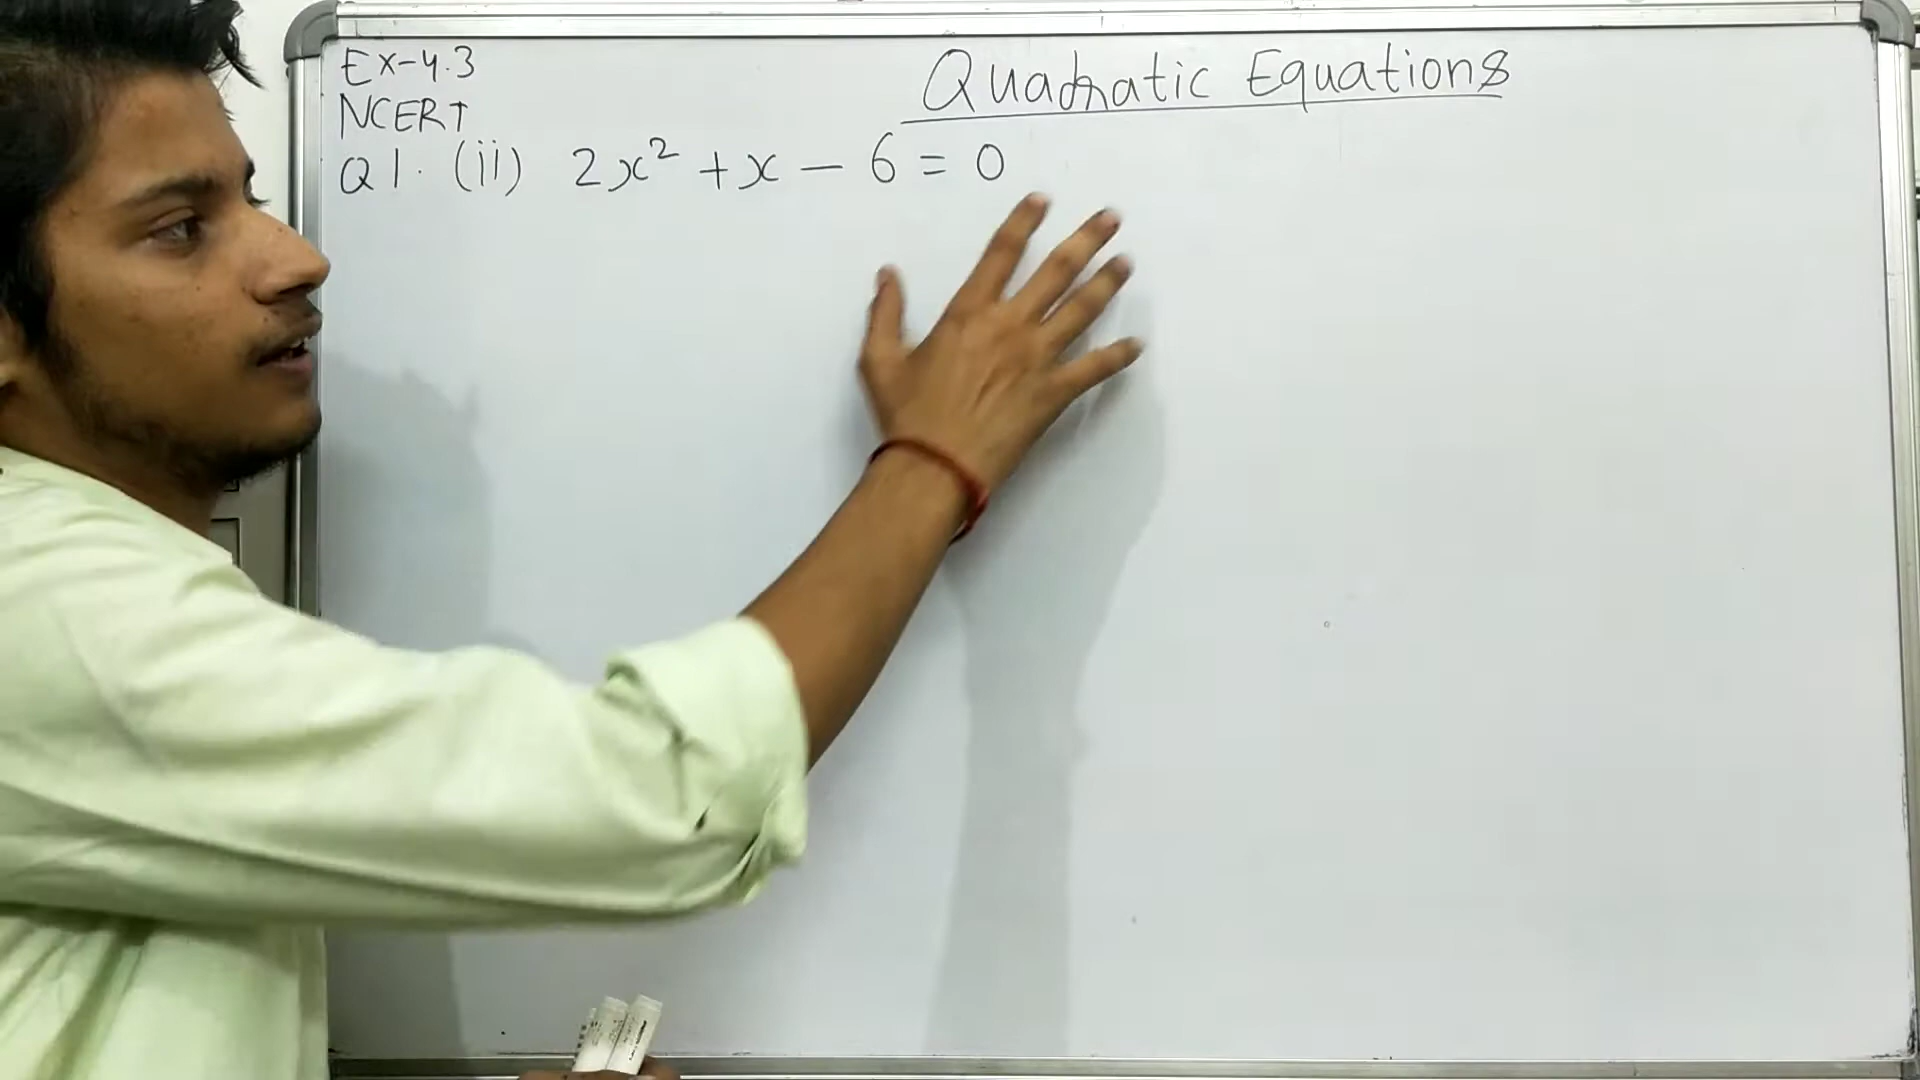 Ex-4.3
Quadratic Equations
NCERT
Q1. (ii) 2x² + x - 6 = 0